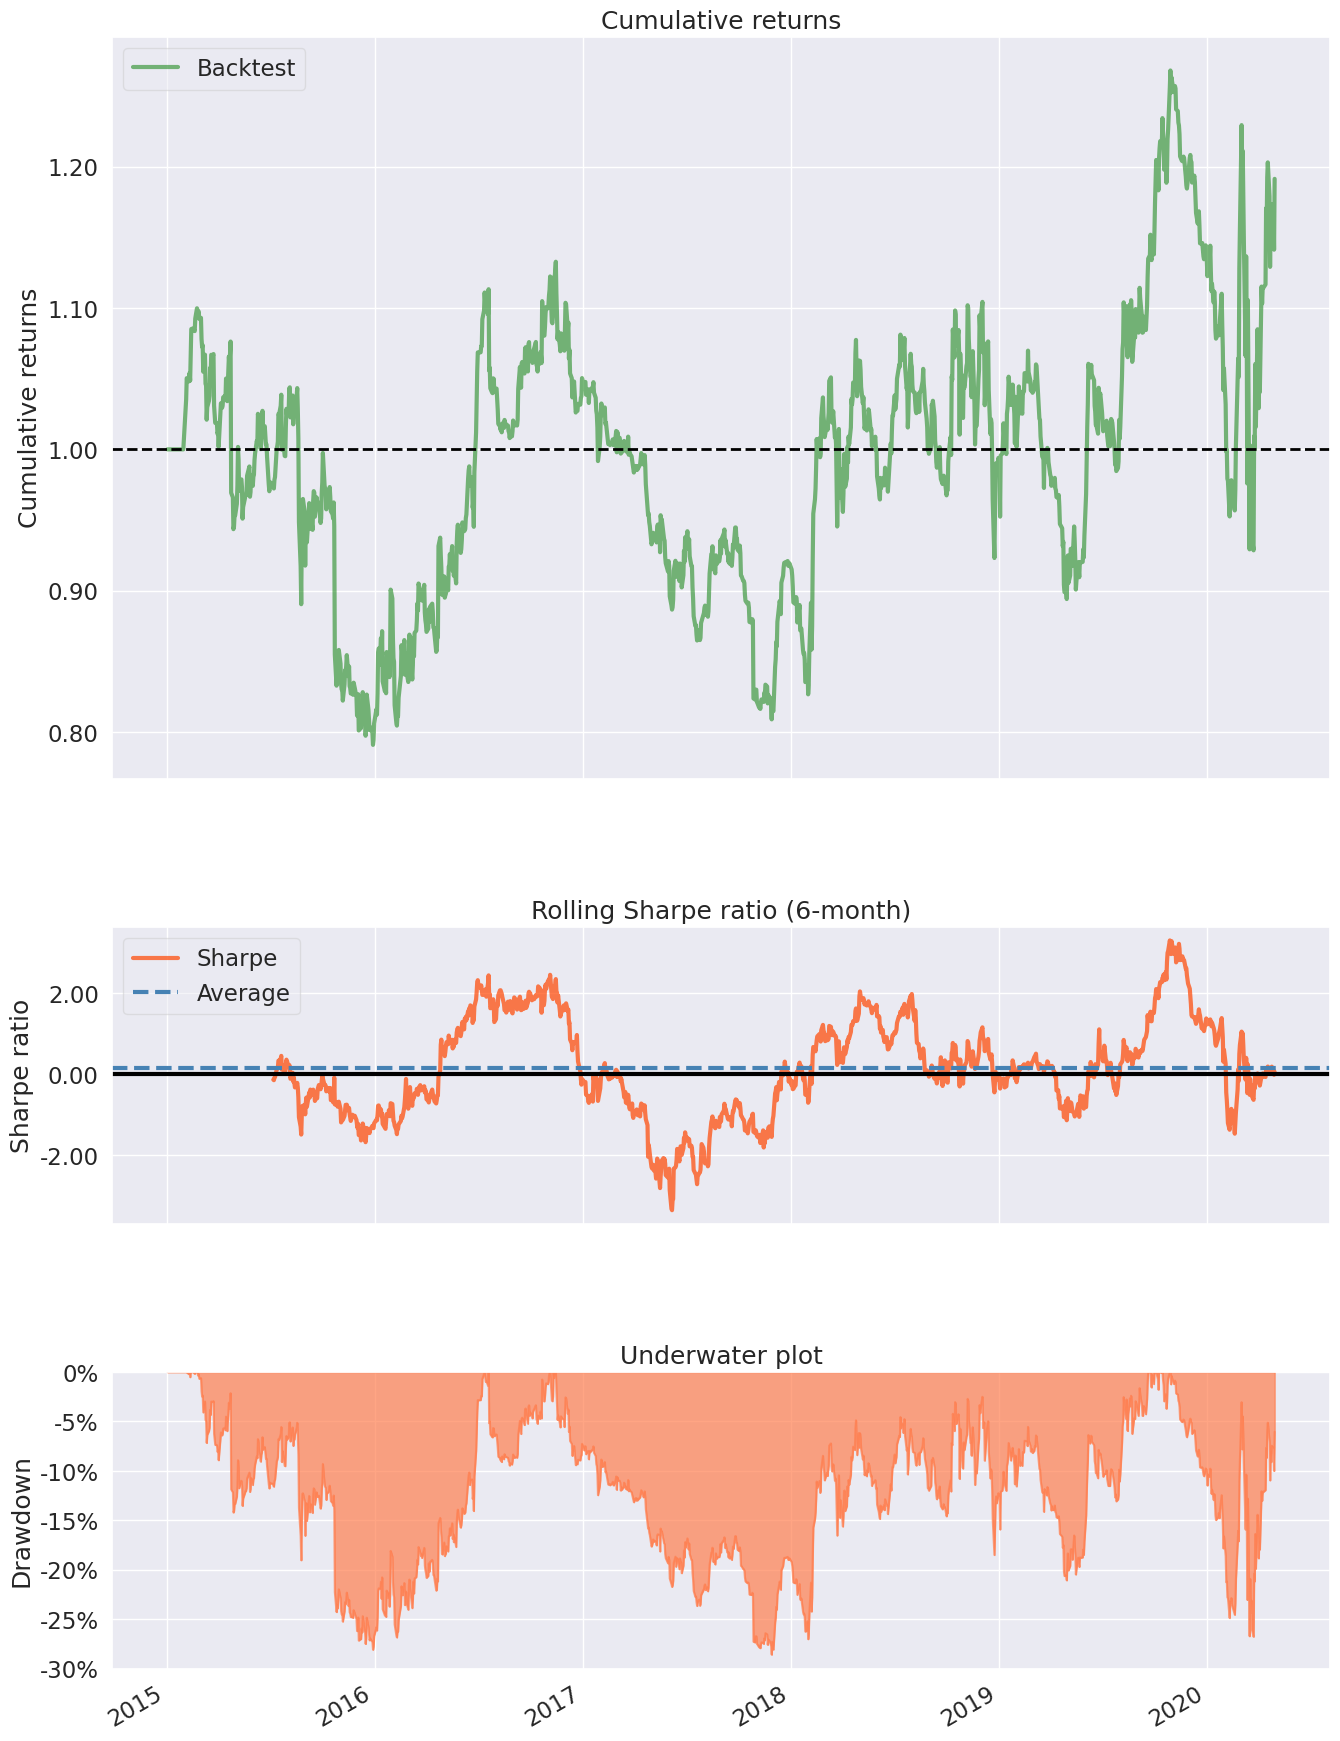 Cumulative returns
Backtest
1.20
1.10
1.00
0.90
0.80
Cumulative returns
Rolling Sharpe ratio (6-month)
Sharpe
Average
2.00
0.00
-2.00
Sharpe ratio
Underwater plot
0%
-5%
-10%
-15%
-20%
-25%
-30%
Drawdown
2015
2016
2017
2018
2019
2020